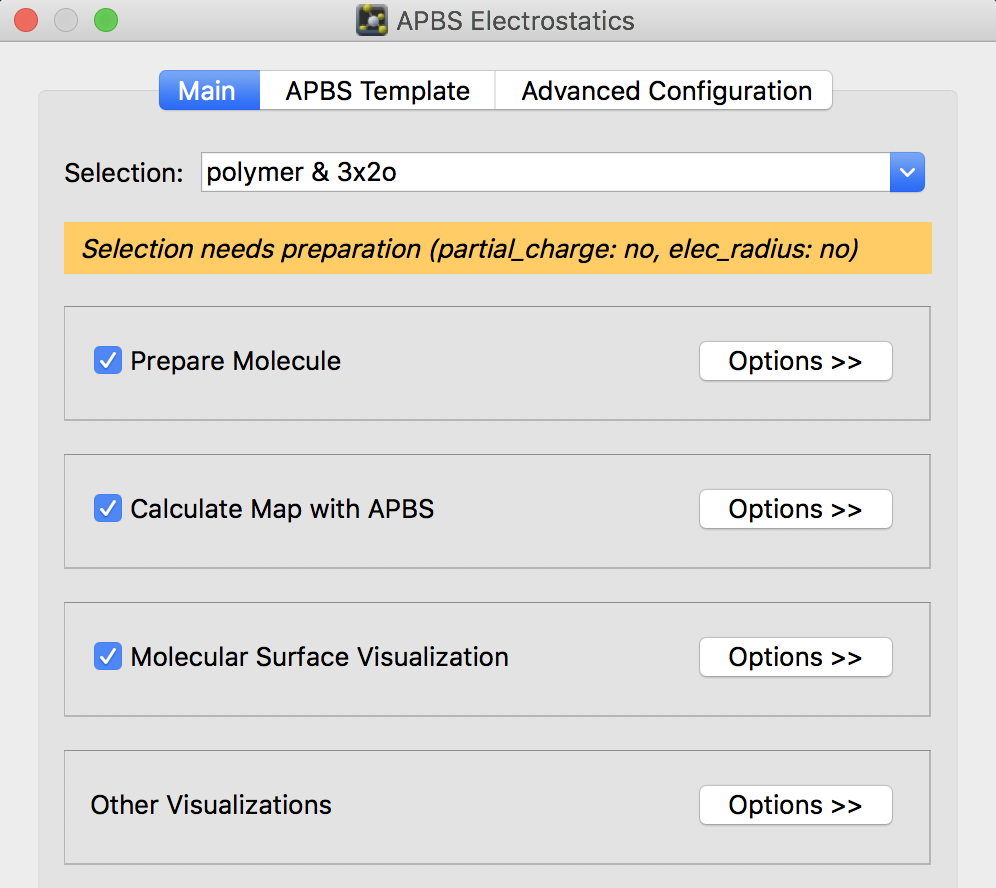 APBS Electrostatics
Main APBS Template Advanced Configuration
Selection: polymer & 3x2o
Selection needs preparation (partial_charge: no, elec_radius: no)
Prepare Molecule Options >>
Calculate Map with APBS Options >>
Molecular Surface Visualization Options >>
Other Visualizations Options >>